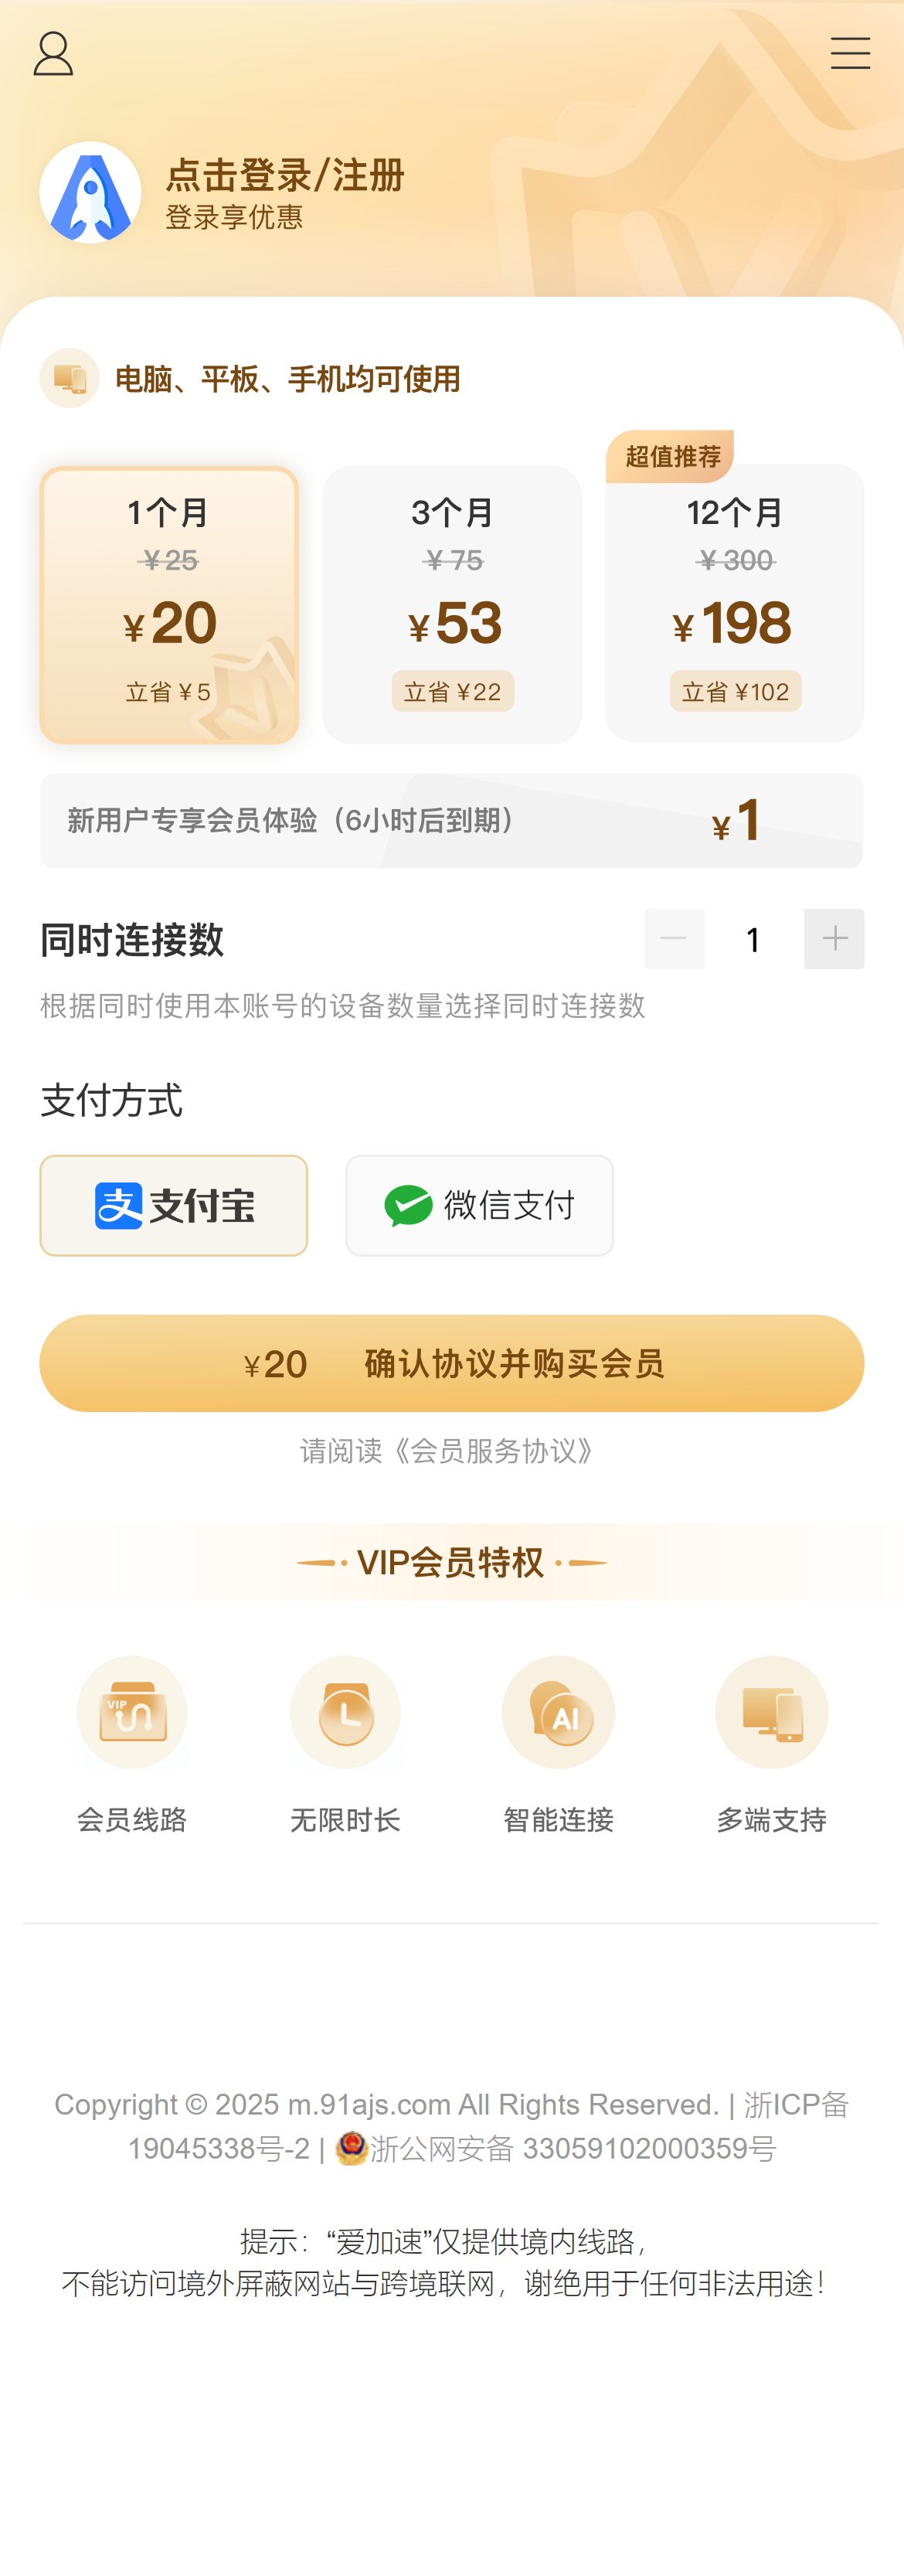 点击登录/注册
登录享优惠
电脑、平板、手机均可使用
超值推荐
1个月
¥25
¥20
立省¥5
3个月
¥75
¥53
立省¥22
12个月
¥300
¥198
立省¥102
新用户专享会员体验（6小时后到期） ¥1
同时连接数 1
根据同时使用本账号的设备数量选择同时连接数
支付方式
支 支付宝
微信支付
¥20 确认协议并购买会员
请阅读《会员服务协议》
VIP会员特权
VIP
AI
会员线路 无限时长 智能连接 多端支持
Copyright © 2025 m.91ajs.com All Rights Reserved. | 浙ICP备
19045338号-2 | 浙公网安备 33059102000359号
提示：“爱加速”仅提供境内线路，
不能访问境外屏蔽网站与跨境联网，谢绝用于任何非法用途！